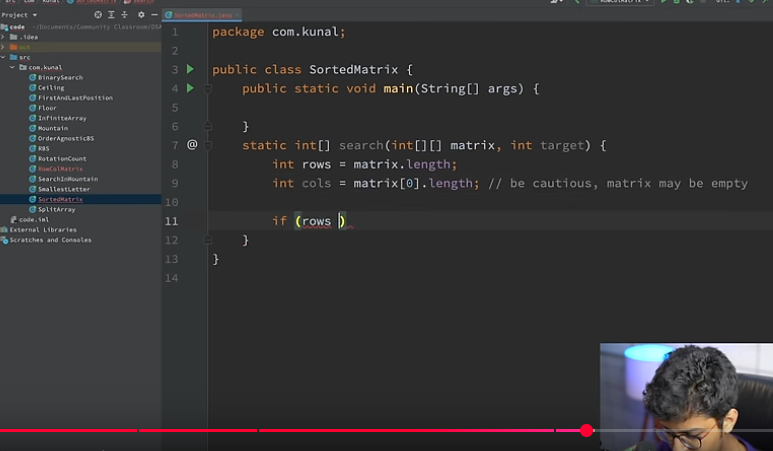 Project
SortedMatrix.java
code ~/Documents/Community Classroom/DSA
.idea
out
src
com.kunal
BinarySearch
Ceiling
FirstAndLastPosition
Floor
InfiniteArray
Mountain
OrderAgnosticBS
RBS
RotationCount
RowColMatrix
SearchInMountain
SmallestLetter
SortedMatrix
SplitArray
code.iml
External Libraries
Scratches and Consoles
1 package com.kunal;
2
3 public class SortedMatrix {
4 public static void main(String[] args) {
5
6 }
7 @ static int[] search(int[][] matrix, int target) {
8 int rows = matrix.length;
9 int cols = matrix[0].length; // be cautious, matrix may be empty
10
11 if (rows )
12 }
13 }
14